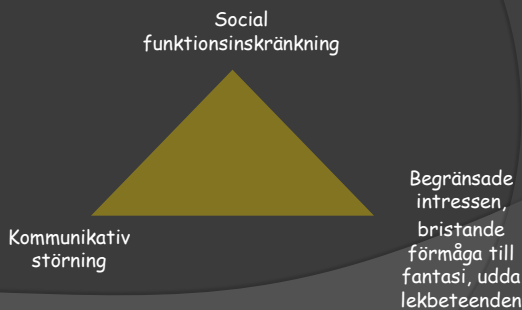 Social
funktionsinskränkning
Kommunikativ
störning
Begränsade
intressen,
bristande
förmåga till
fantasi, udda
lekbeteenden